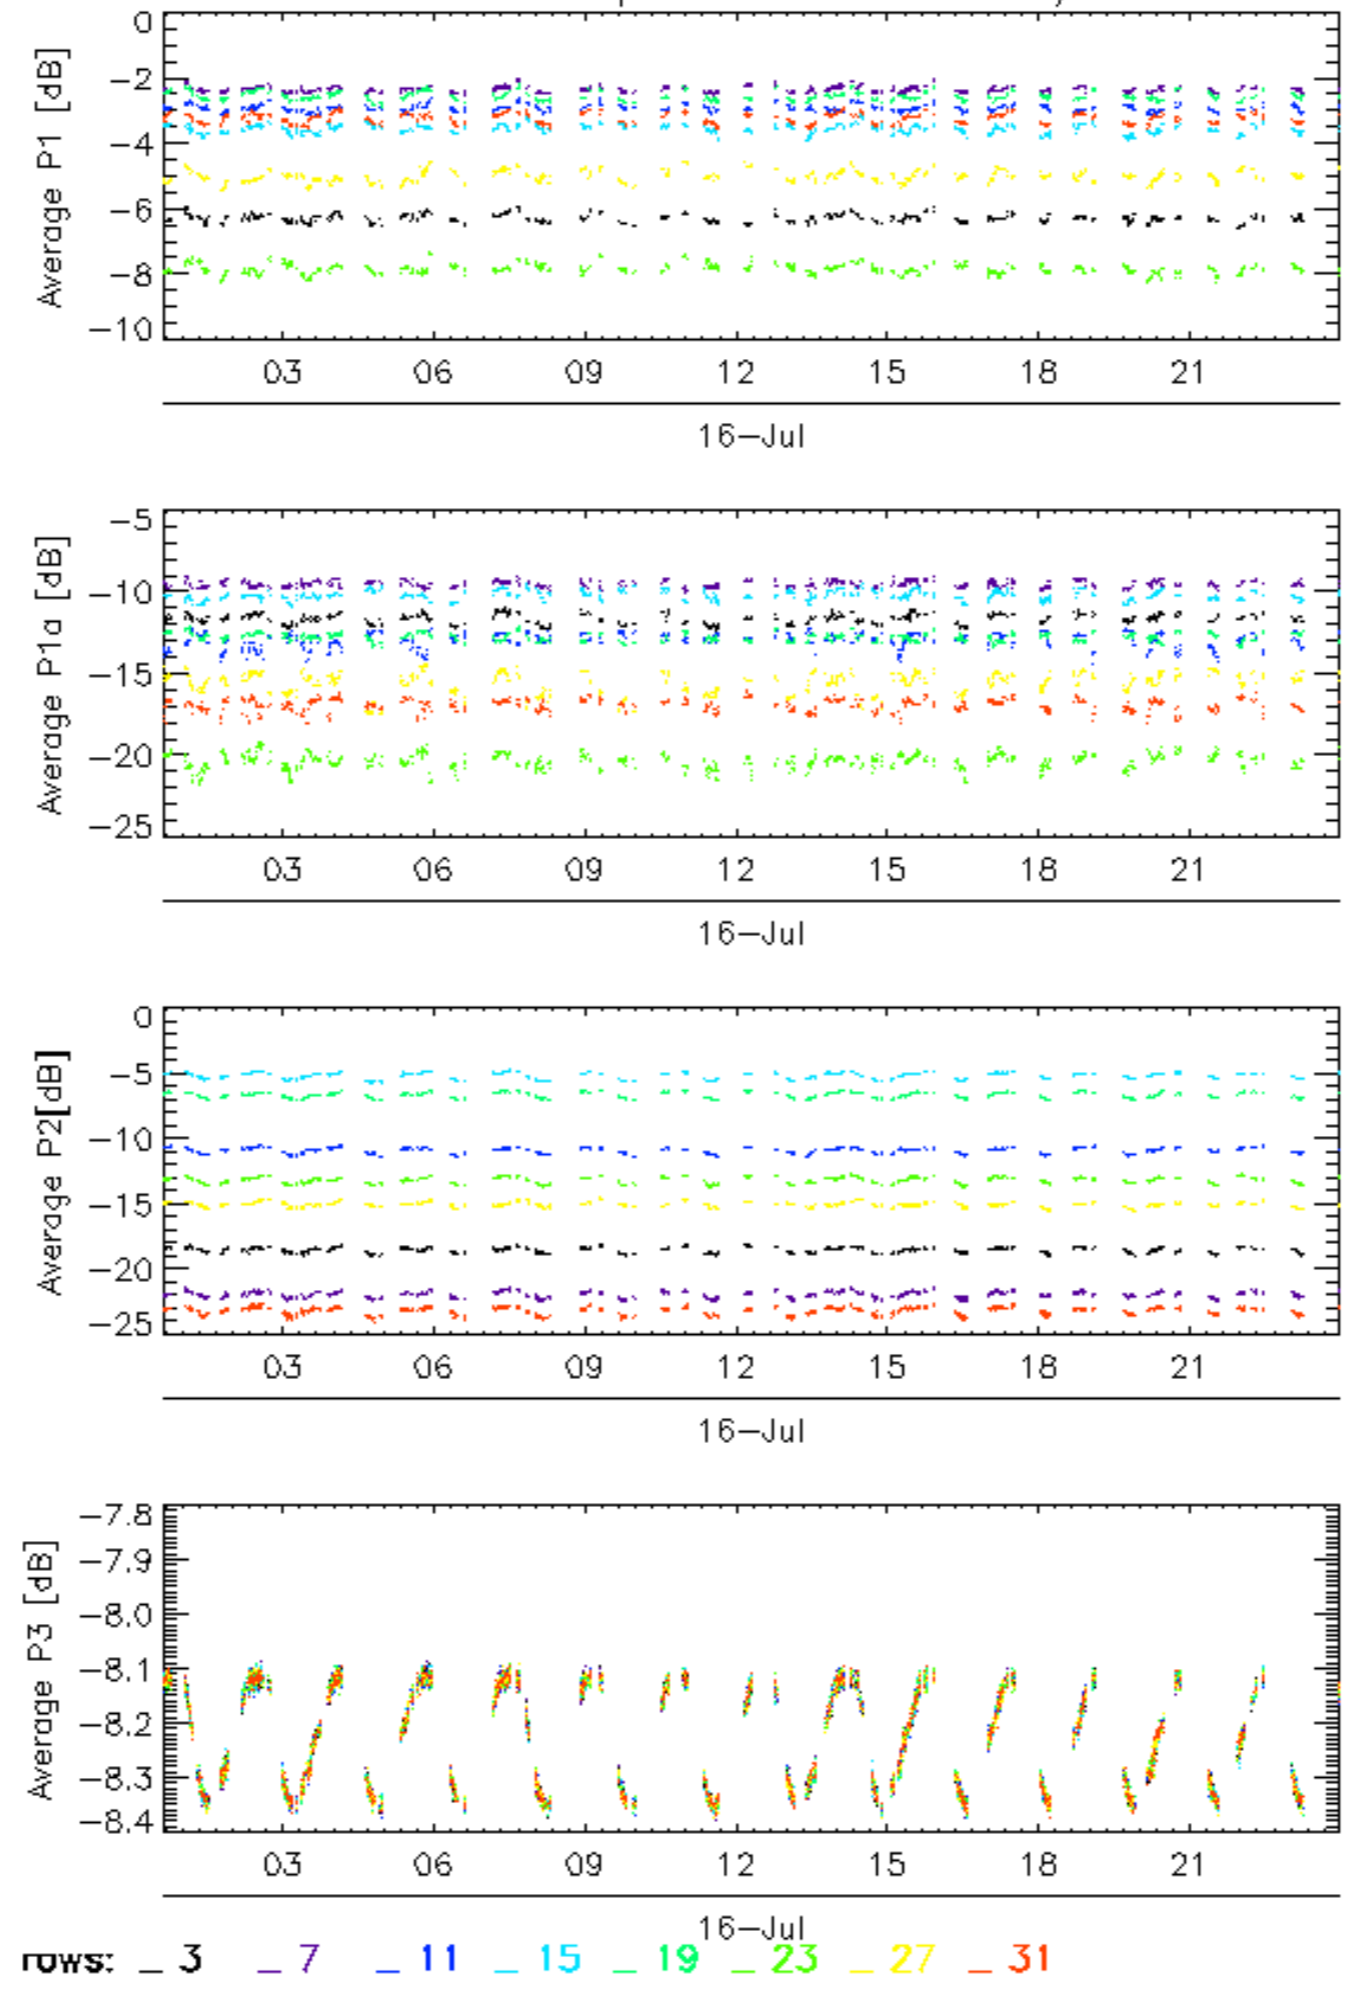 0
−2
−4
−6
−8
−10
Average P1 [dB]
03 06 09 12 15 18 21
16−Jul
−5
−10
−15
−20
−25
Average P1a [dB]
03 06 09 12 15 18 21
16−Jul
0
−5
−10
−15
−20
−25
Average P2[dB]
03 06 09 12 15 18 21
16−Jul
−7.8
−7.9
−8.0
−8.1
−8.2
−8.3
−8.4
Average P3 [dB]
03 06 09 12 15 18 21
16−Jul
rows: _ 3 _ 7 _ 11 _ 15 _ 19 _ 23 _ 27 _ 31